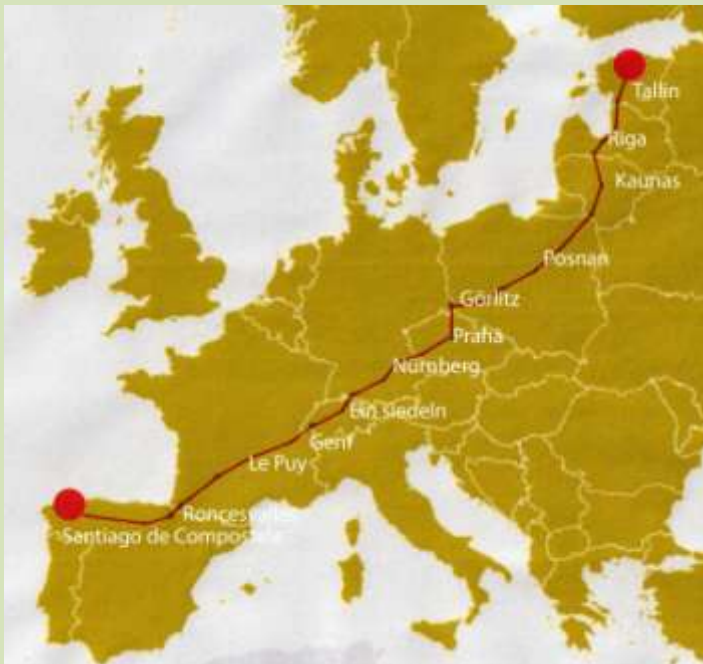 Tallin
Riga
Kaunas
Posnan
Görlitz
Praha
Nürnberg
Einsiedeln
Genf
Le Puy
Roncesvalles
Santiago de Compostela